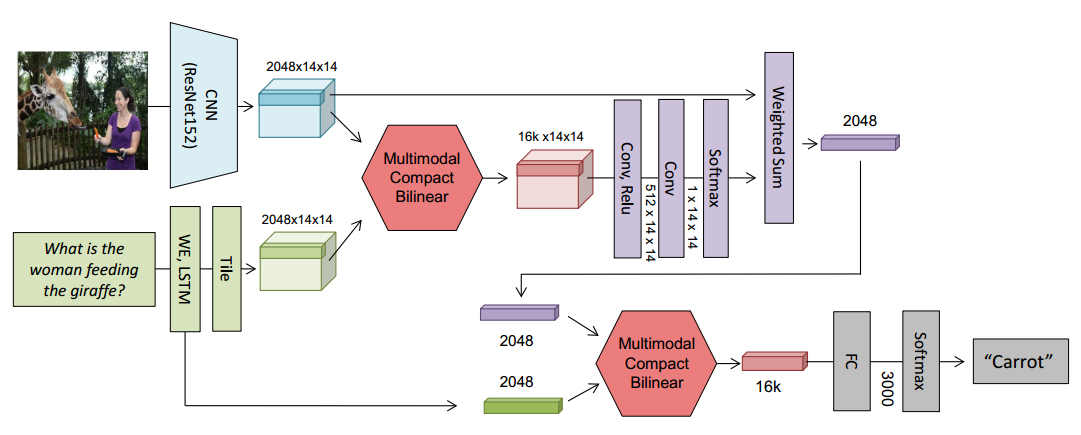 CNN
(ResNet152)
2048x14x14
Multimodal
Compact
Bilinear
16k x14x14
Conv, Relu
512 x 14 x 14
Conv
1 x 14 x 14
Softmax
Weighted Sum
2048
What is the
woman feeding
the giraffe?
WE, LSTM
Tile
2048x14x14
2048
2048
Multimodal
Compact
Bilinear
16k
FC
3000
Softmax
“Carrot”